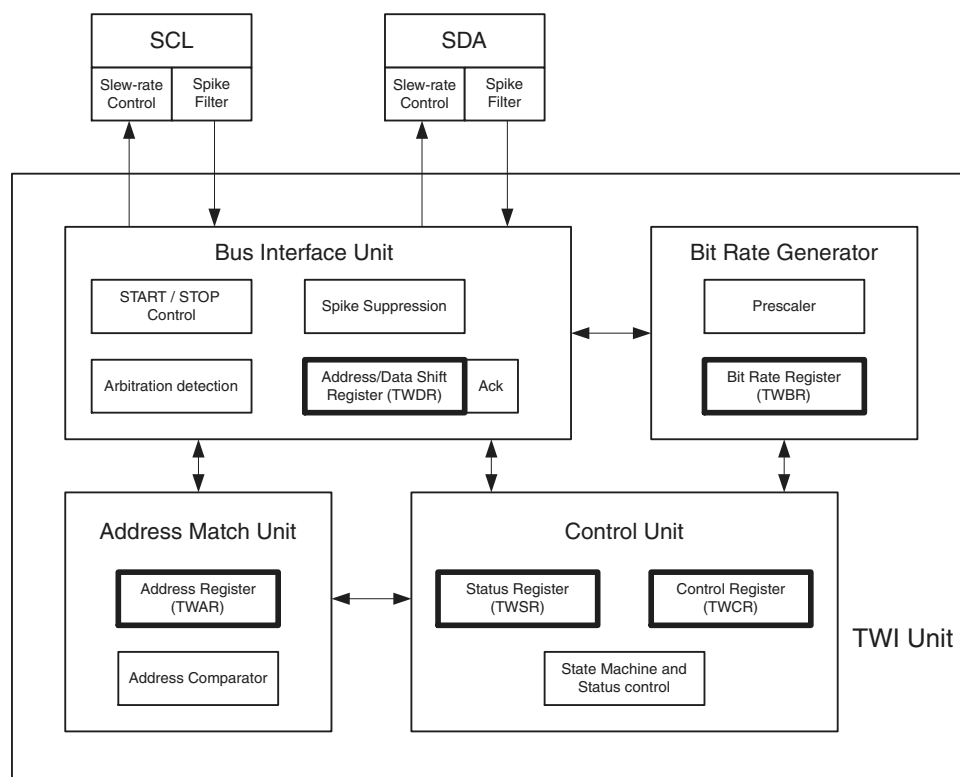 SCL
Slew-rate
Control
Spike
Filter
SDA
Slew-rate
Control
Spike
Filter
Bus Interface Unit
START / STOP
Control
Spike Suppression
Arbitration detection
Address/Data Shift
Register (TWDR)
Ack
Bit Rate Generator
Prescaler
Bit Rate Register
(TWBR)
Address Match Unit
Address Register
(TWAR)
Address Comparator
Control Unit
Status Register
(TWSR)
Control Register
(TWCR)
State Machine and
Status control
TWI Unit